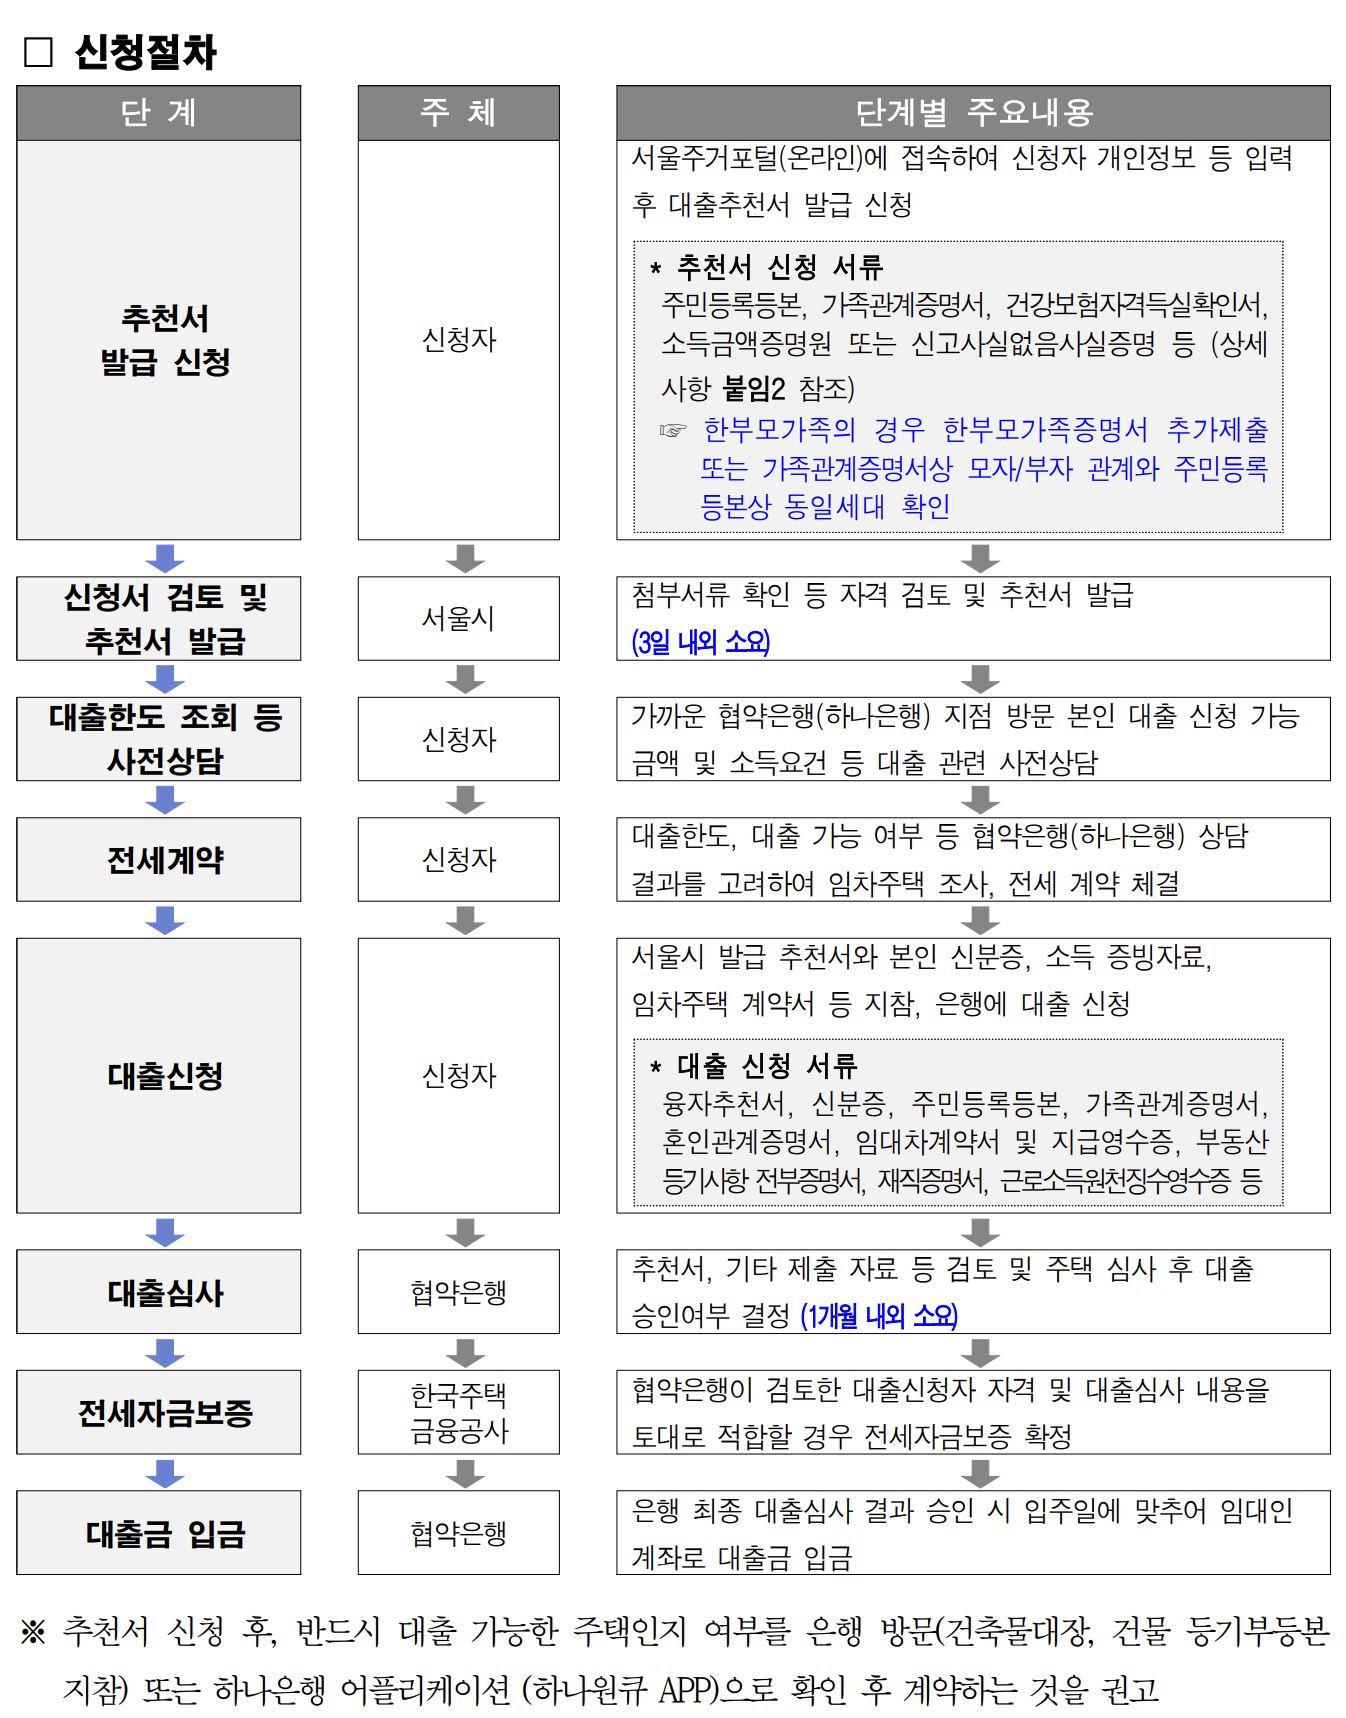 □ 신청절차
단 계
주 체
단계별 주요내용
추천서
발급 신청
신청자
서울주거포털(온라인)에 접속하여 신청자 개인정보 등 입력
후 대출추천서 발급 신청
* 추천서 신청 서류
주민등록등본, 가족관계증명서, 건강보험자격득실확인서,
소득금액증명원 또는 신고사실없음사실증명 등 (상세
사항 붙임2 참조)
☞ 한부모가족의 경우 한부모가족증명서 추가제출
또는 가족관계증명서상 모자/부자 관계와 주민등록
등본상 동일세대 확인
신청서 검토 및
추천서 발급
서울시
첨부서류 확인 등 자격 검토 및 추천서 발급
(3일 내외 소요)
대출한도 조회 등
사전상담
신청자
가까운 협약은행(하나은행) 지점 방문 본인 대출 신청 가능
금액 및 소득요건 등 대출 관련 사전상담
전세계약
신청자
대출한도, 대출 가능 여부 등 협약은행(하나은행) 상담
결과를 고려하여 임차주택 조사, 전세 계약 체결
대출신청
신청자
서울시 발급 추천서와 본인 신분증, 소득 증빙자료,
임차주택 계약서 등 지참, 은행에 대출 신청
* 대출 신청 서류
융자추천서, 신분증, 주민등록등본, 가족관계증명서,
혼인관계증명서, 임대차계약서 및 지급영수증, 부동산
등기사항 전부증명서, 재직증명서, 근로소득원천징수영수증 등
대출심사
협약은행
추천서, 기타 제출 자료 등 검토 및 주택 심사 후 대출
승인여부 결정 (1개월 내외 소요)
전세자금보증
한국주택
금융공사
협약은행이 검토한 대출신청자 자격 및 대출심사 내용을
토대로 적합할 경우 전세자금보증 확정
대출금 입금
협약은행
은행 최종 대출심사 결과 승인 시 입주일에 맞추어 임대인
계좌로 대출금 입금
※ 추천서 신청 후, 반드시 대출 가능한 주택인지 여부를 은행 방문(건축물대장, 건물 등기부등본
지참) 또는 하나은행 어플리케이션 (하나원큐 APP)으로 확인 후 계약하는 것을 권고